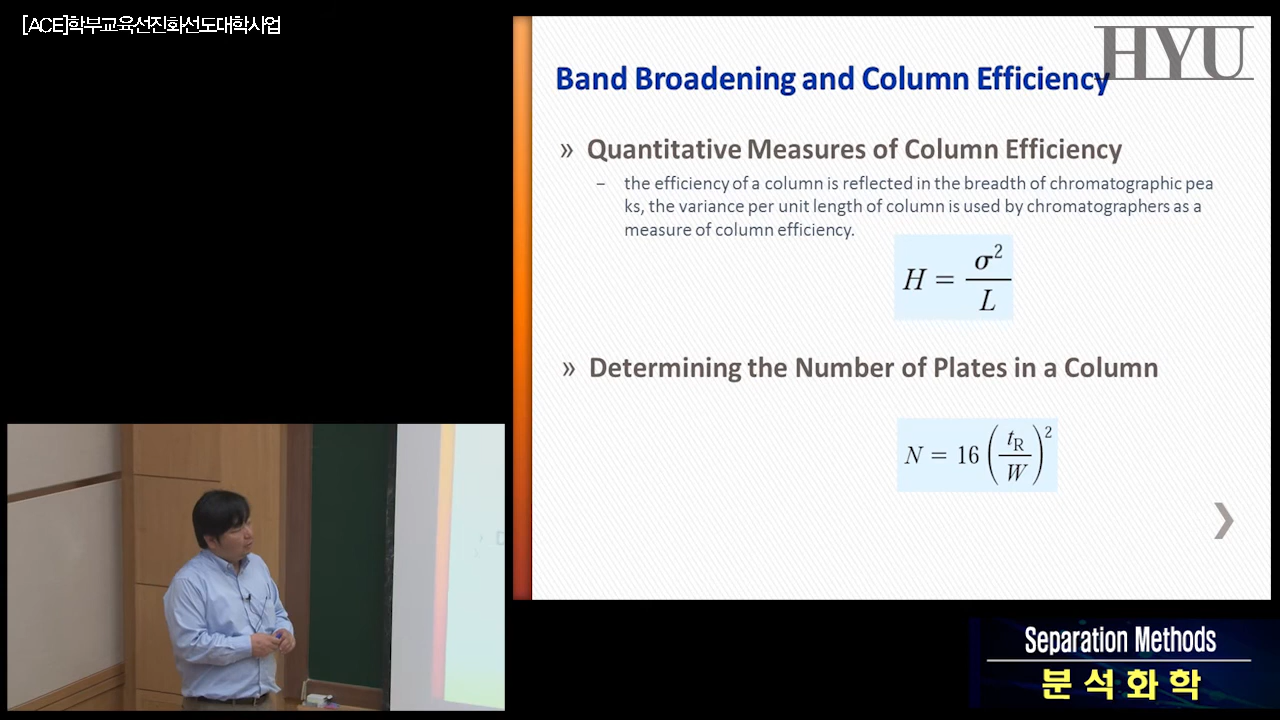 [ACE]학부교육선진화선도대학사업
HYU
Band Broadening and Column Efficiency
» Quantitative Measures of Column Efficiency
– the efficiency of a column is reflected in the breadth of chromatographic pea
ks, the variance per unit length of column is used by chromatographers as a
measure of column efficiency.
H = σ² / L
» Determining the Number of Plates in a Column
N = 16 (t_R / W)²
Separation Methods
분석화학